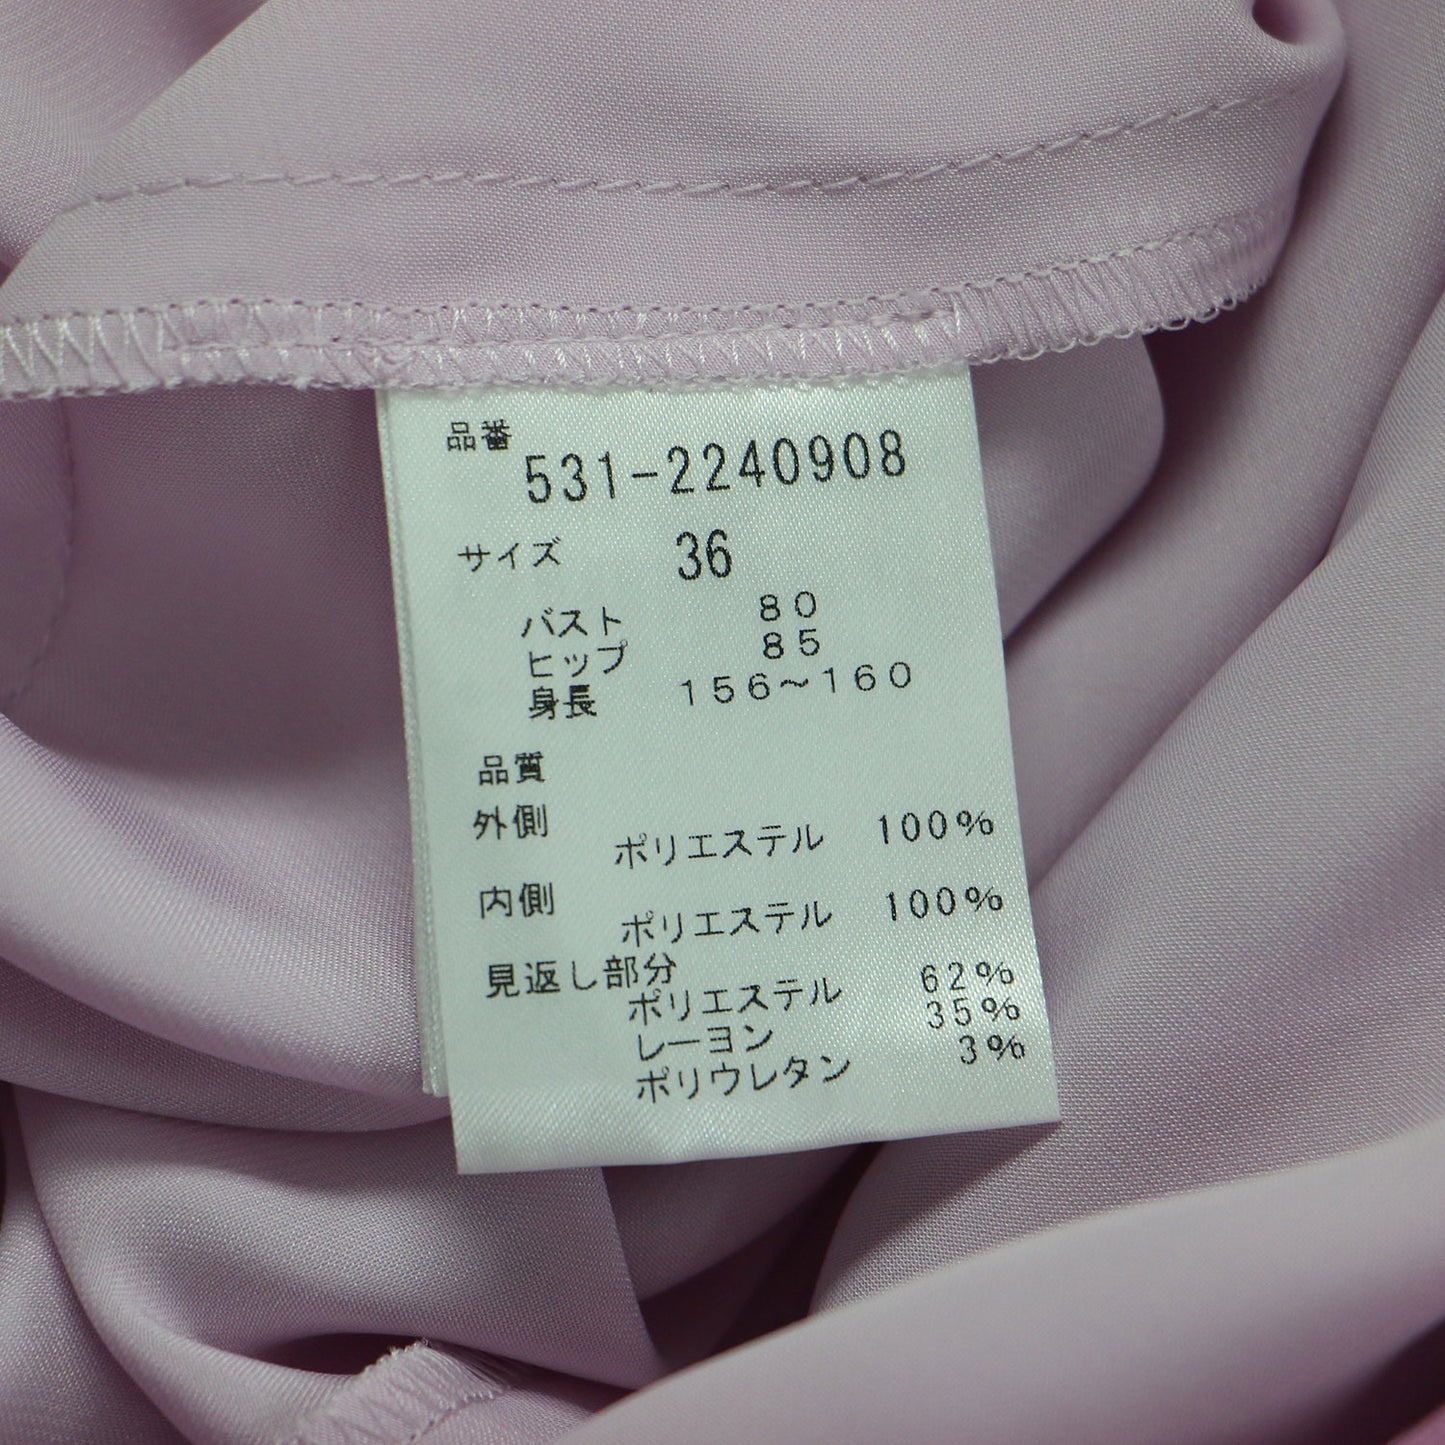 品番
531-2240908
サイズ 36
バスト 80
ヒップ 85
身長 156~160
品質
外側
ポリエステル 100%
内側
ポリエステル 100%
見返し部分
ポリエステル 62%
レーヨン 35%
ポリウレタン 3%